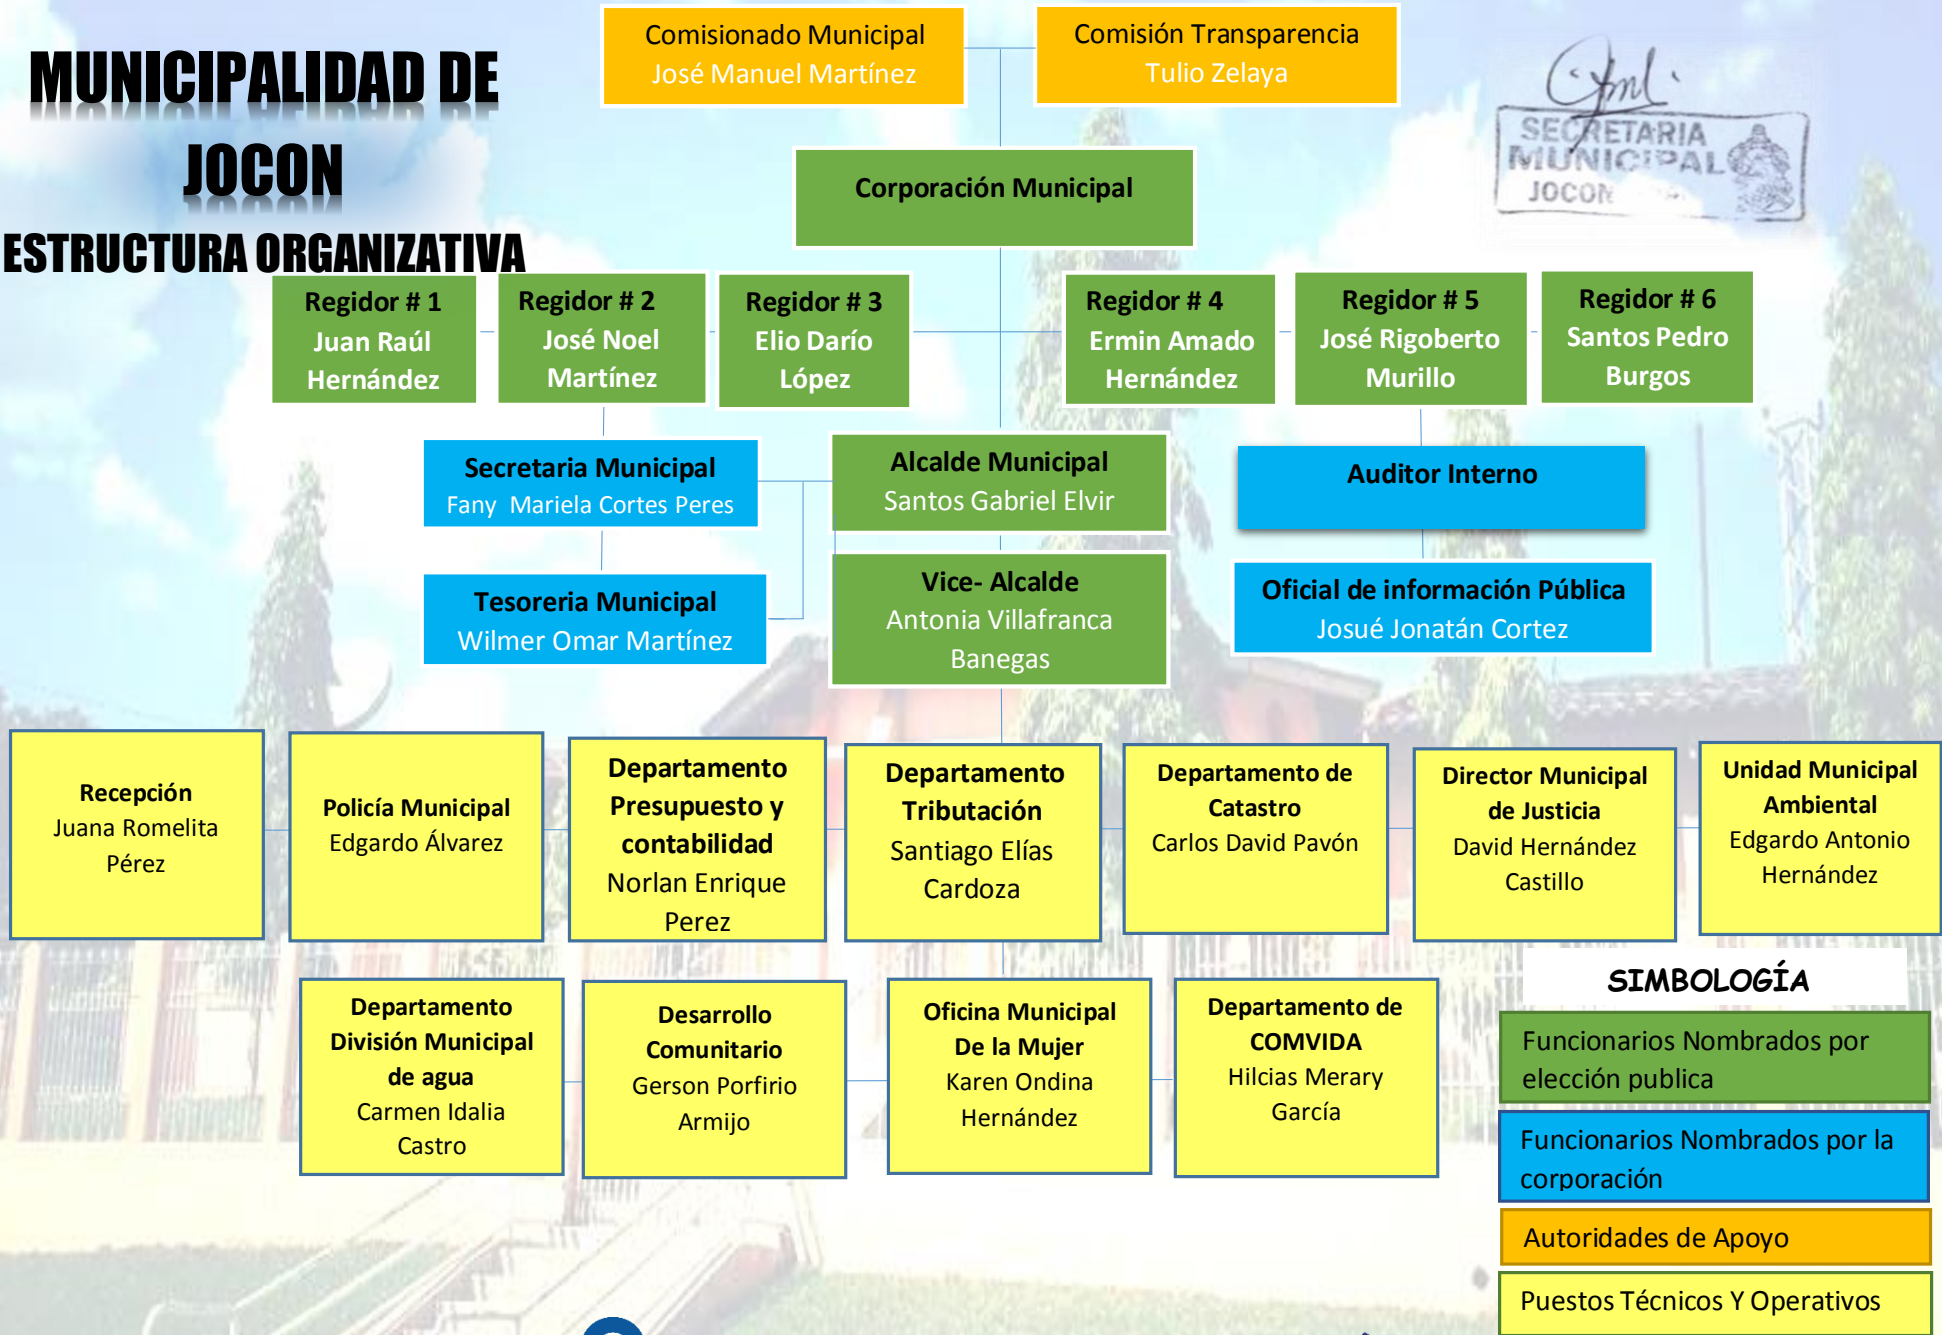 MUNICIPALIDAD DE
JOCON
ESTRUCTURA ORGANIZATIVA
Comisionado Municipal
José Manuel Martínez
Comisión Transparencia
Tulio Zelaya
SECRETARIA
MUNICIPAL
JOCON
Corporación Municipal
Regidor # 1
Juan Raúl
Hernández
Regidor # 2
José Noel
Martínez
Regidor # 3
Elio Darío
López
Regidor # 4
Ermin Amado
Hernández
Regidor # 5
José Rigoberto
Murillo
Regidor # 6
Santos Pedro
Burgos
Secretaria Municipal
Fany  Mariela Cortes Peres
Alcalde Municipal
Santos Gabriel Elvir
Auditor Interno
Tesoreria Municipal
Wilmer Omar Martínez
Vice- Alcalde
Antonia Villafranca
Banegas
Oficial de información Pública
Josué Jonatán Cortez
Recepción
Juana Romelita
Pérez
Policía Municipal
Edgardo Álvarez
Departamento
Presupuesto y
contabilidad
Norlan Enrique
Perez
Departamento
Tributación
Santiago Elías
Cardoza
Departamento de
Catastro
Carlos David Pavón
Director Municipal
de Justicia
David Hernández
Castillo
Unidad Municipal
Ambiental
Edgardo Antonio
Hernández
Departamento
División Municipal
de agua
Carmen Idalia
Castro
Desarrollo
Comunitario
Gerson Porfirio
Armijo
Oficina Municipal
De la Mujer
Karen Ondina
Hernández
Departamento de
COMVIDA
Hilcias Merary
García
SIMBOLOGÍA
Funcionarios Nombrados por
elección publica
Funcionarios Nombrados por la
corporación
Autoridades de Apoyo
Puestos Técnicos Y Operativos